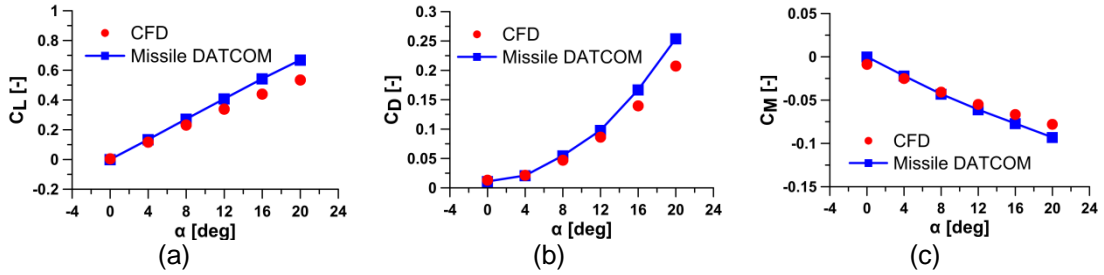 1
0.8
0.6
0.4
0.2
0
-0.2
C_L [-]
CFD
Missile DATCOM
-4 0 4 8 12 16 20 24
α [deg]
(a)
0.3
0.25
0.2
0.15
0.1
0.05
0
C_D [-]
CFD
Missile DATCOM
-4 0 4 8 12 16 20 24
α [deg]
(b)
0.05
0
-0.05
-0.1
-0.15
C_M [-]
CFD
Missile DATCOM
-4 0 4 8 12 16 20 24
α [deg]
(c)